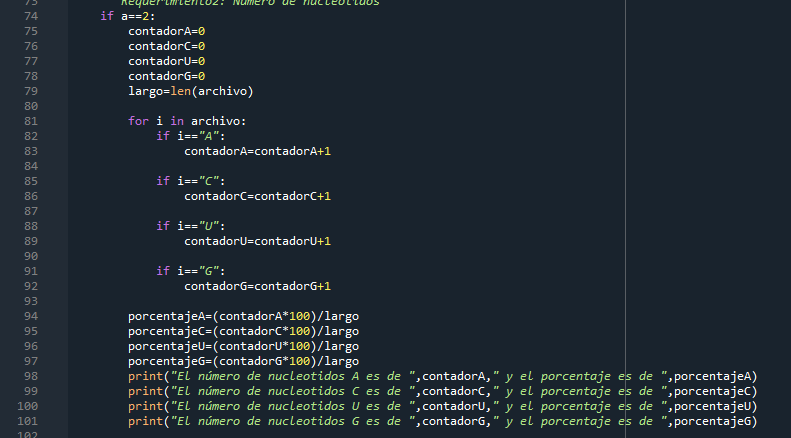 73 Requerimiento2: Número de nucleótidos
74 if a==2:
75 contadorA=0
76 contadorC=0
77 contadorU=0
78 contadorG=0
79 largo=len(archivo)
80
81 for i in archivo:
82 if i=="A":
83 contadorA=contadorA+1
84
85 if i=="C":
86 contadorC=contadorC+1
87
88 if i=="U":
89 contadorU=contadorU+1
90
91 if i=="G":
92 contadorG=contadorG+1
93
94 porcentajeA=(contadorA*100)/largo
95 porcentajeC=(contadorC*100)/largo
96 porcentajeU=(contadorU*100)/largo
97 porcentajeG=(contadorG*100)/largo
98 print("El número de nucleotidos A es de ",contadorA," y el porcentaje es de ",porcentajeA)
99 print("El número de nucleotidos C es de ",contadorC," y el porcentaje es de ",porcentajeC)
100 print("El número de nucleotidos U es de ",contadorU," y el porcentaje es de ",porcentajeU)
101 print("El número de nucleotidos G es de ",contadorG," y el porcentaje es de ",porcentajeG)
102